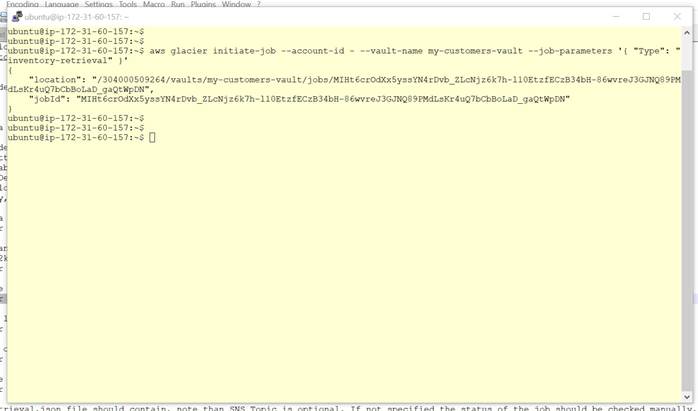 Encoding Language Settings Tools Macro Run Plugins Window ?
ubuntu@ip-172-31-60-157: ~
ubuntu@ip-172-31-60-157:~$
ubuntu@ip-172-31-60-157:~$
ubuntu@ip-172-31-60-157:~$ aws glacier initiate-job --account-id - --vault-name my-customers-vault --job-parameters '{ "Type": "
inventory-retrieval" }'
{
"location": "/304000509264/vaults/my-customers-vault/jobs/MIHt6crOdXx5yssYN4rDvb_ZLcNjz6k7h-l10EtzfECzB34bH-86wvreJ3GJNQ89PM
dLsKr4uQ7bCbBoLaD_gaQtWpDN",
"jobId": "MIHt6crOdXx5yssYN4rDvb_ZLcNjz6k7h-l10EtzfECzB34bH-86wvreJ3GJNQ89PMdLsKr4uQ7bCbBoLaD_gaQtWpDN"
}
ubuntu@ip-172-31-60-157:~$
ubuntu@ip-172-31-60-157:~$
ubuntu@ip-172-31-60-157:~$
trieval.json file should contain, note than SNS Topic is optional. If not specified the status of the job should be checked manually